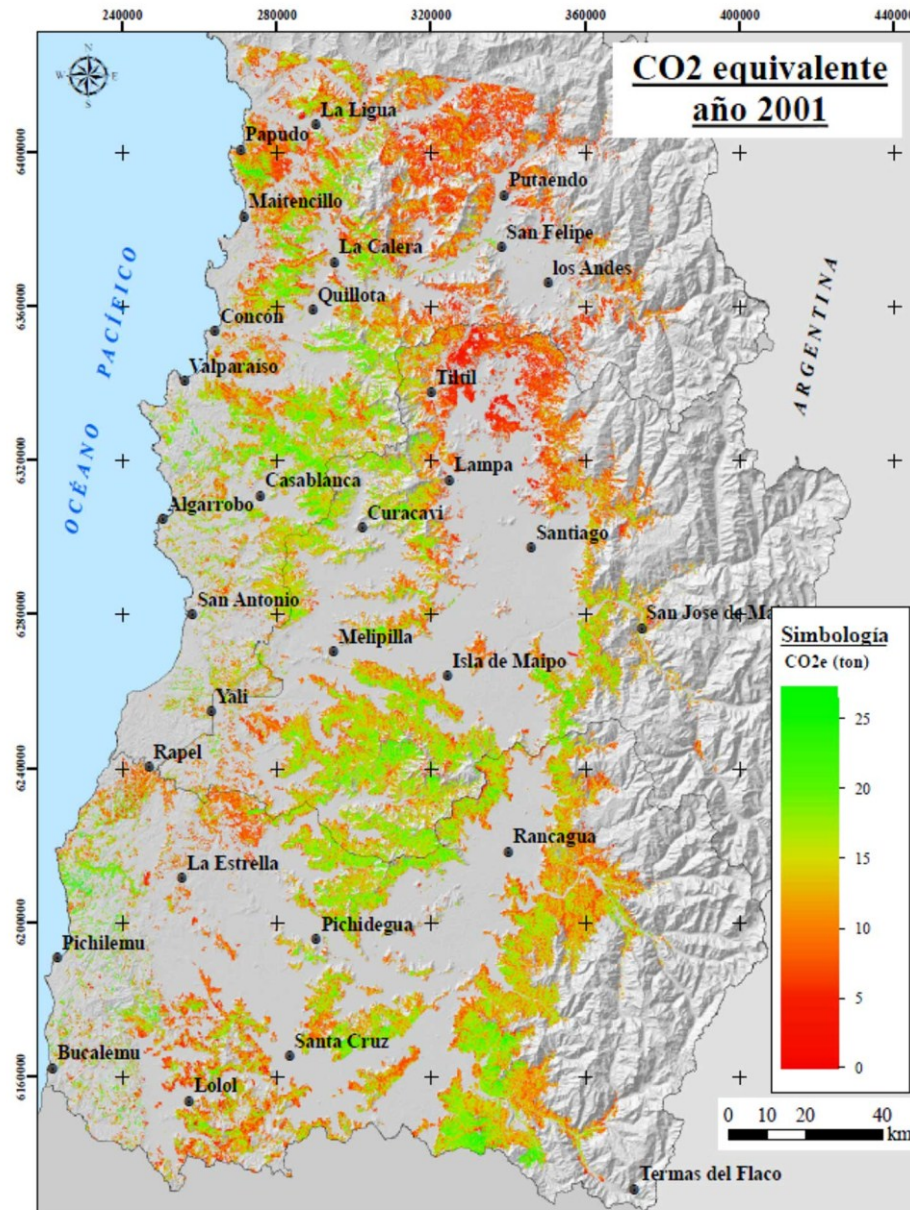 240000
280000
320000
360000
400000
440000
N
W
E
S
CO2 equivalente
año 2001
La Ligua
6400000
Papudo
Putaendo
Maitencillo
San Felipe
La Calera
los Andes
6360000
Quillota
Concón
OCÉANO PACÍFICO
ARGENTINA
Valparaíso
Tiltil
6320000
Lampa
Casablanca
Algarrobo
Curacavi
Santiago
6280000
San Antonio
San Jose de Ma
Melipilla
Isla de Maipo
Yali
Rapel
6240000
Rancagua
La Estrella
6200000
Pichidegua
Pichilemu
Santa Cruz
Bucalemu
6160000
Lolol
Termas del Flaco
Simbología
CO2e (ton)
25
20
15
10
5
0
0 10 20 40
km